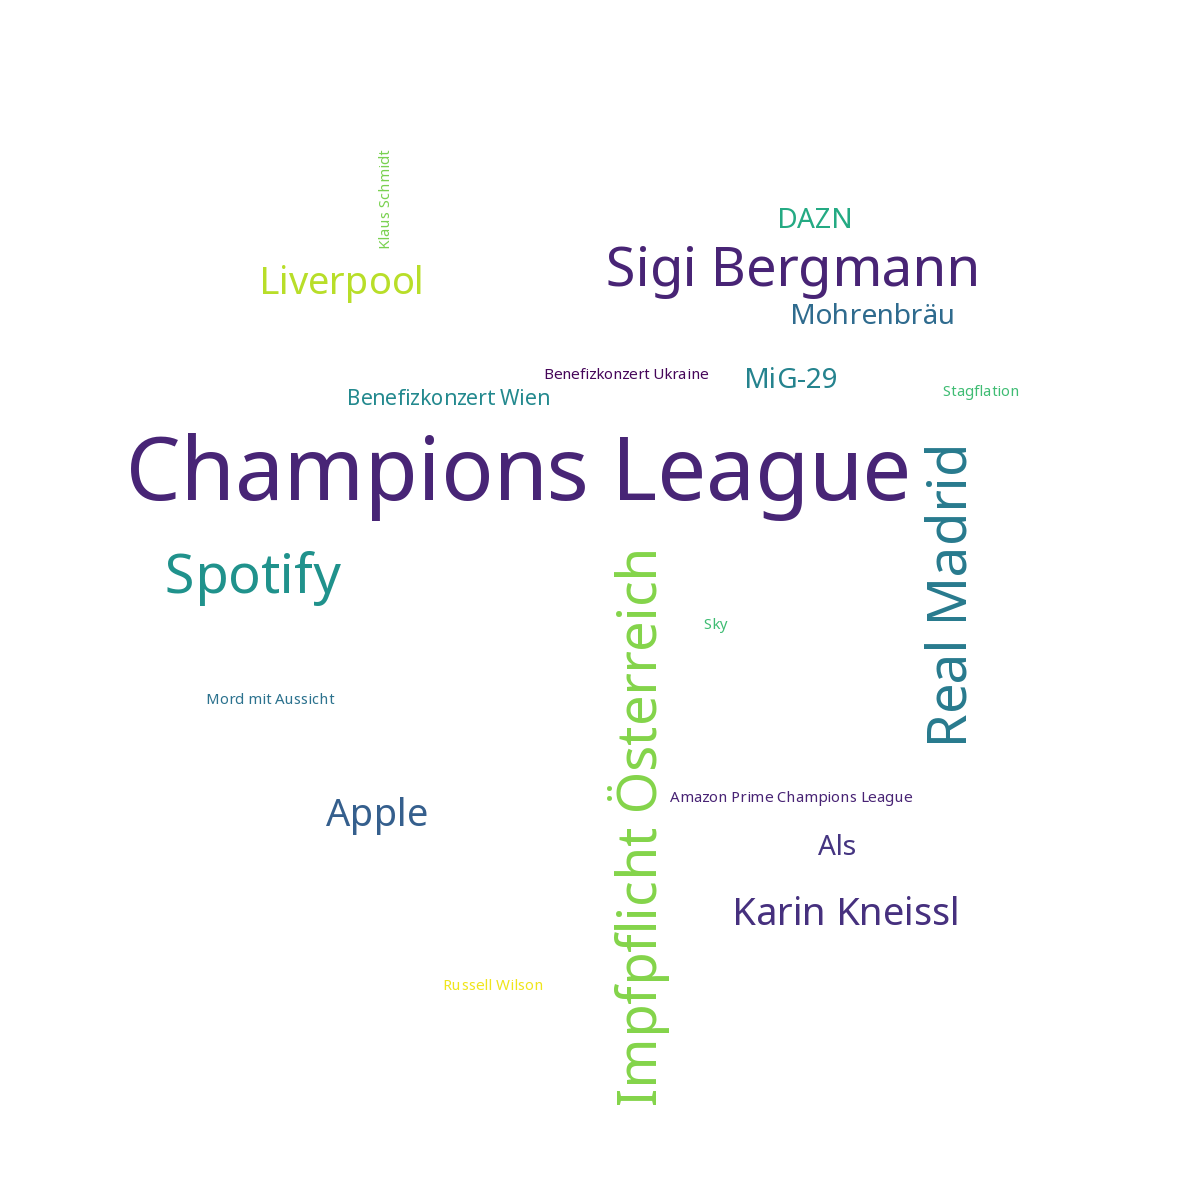 Klaus Schmidt
DAZN
Sigi Bergmann
Liverpool
Mohrenbräu
Benefizkonzert Ukraine
MiG-29
Stagflation
Benefizkonzert Wien
Champions League
Real Madrid
Spotify
Impfpflicht Österreich
Sky
Mord mit Aussicht
Amazon Prime Champions League
Apple
Als
Karin Kneissl
Russell Wilson